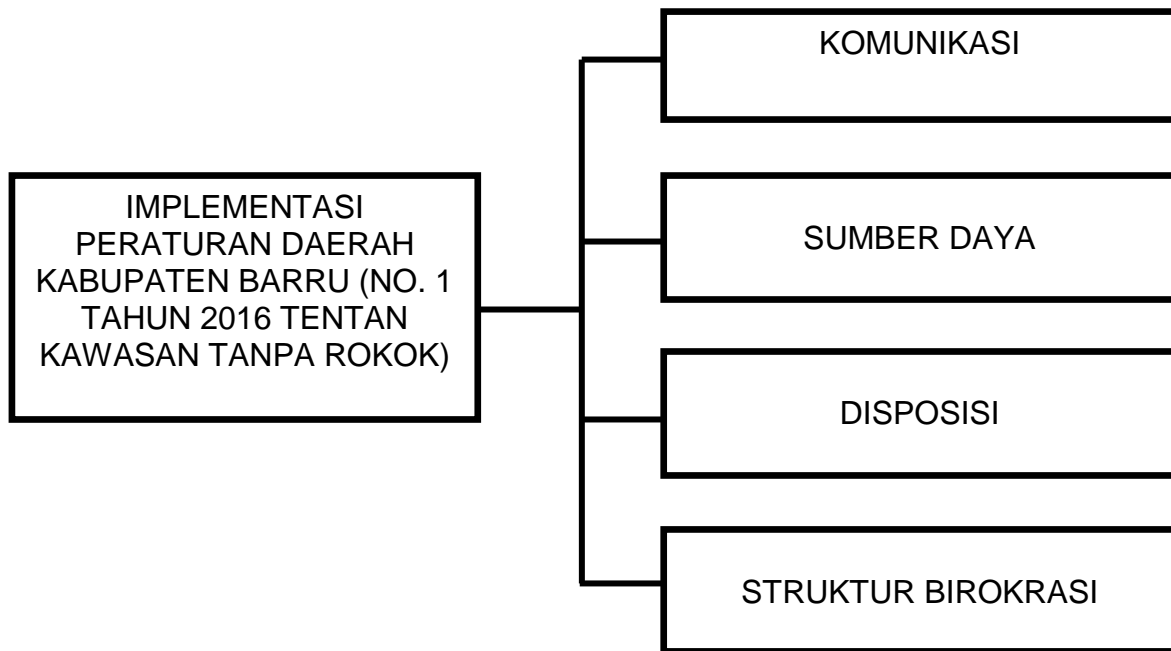 KOMUNIKASI
IMPLEMENTASI
PERATURAN DAERAH
KABUPATEN BARRU (NO. 1
TAHUN 2016 TENTAN
KAWASAN TANPA ROKOK)
SUMBER DAYA
DISPOSISI
STRUKTUR BIROKRASI